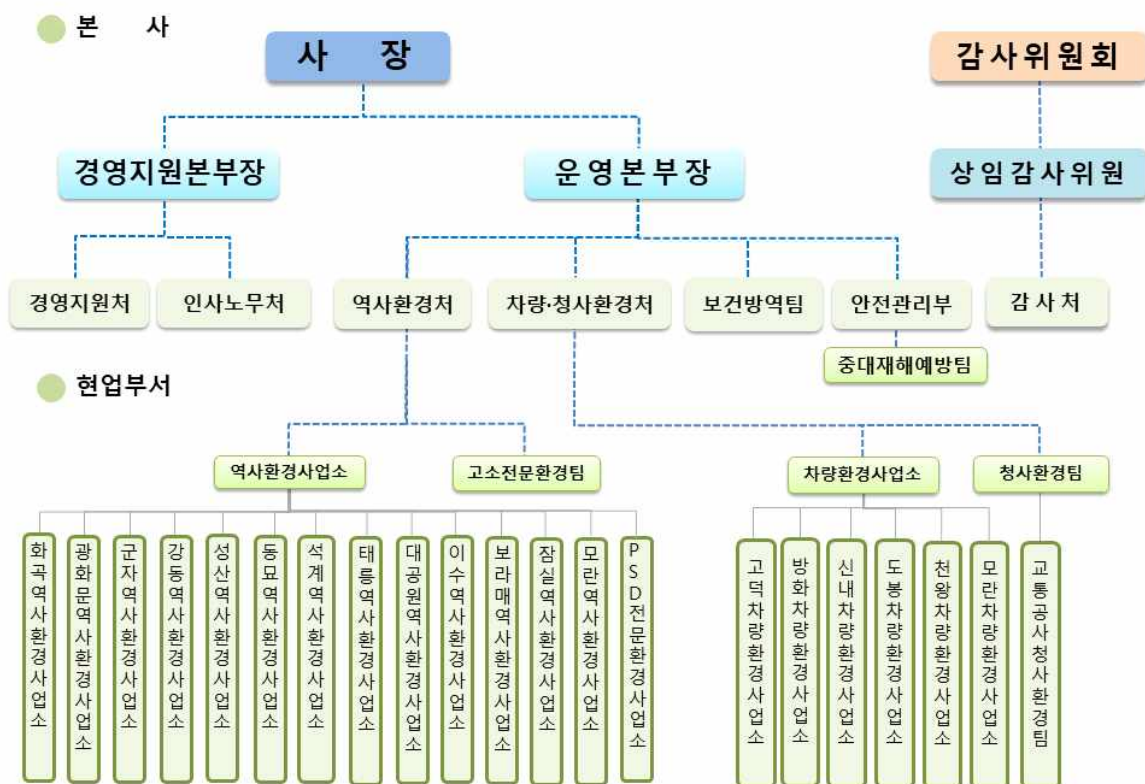 본 사
사 장
감사위원회
경영지원본부장
운영본부장
상임감사위원
경영지원처
인사노무처
역사환경처
차량·청사환경처
보건방역팀
안전관리부
감사처
중대재해예방팀
현업부서
역사환경사업소
고소전문환경팀
차량환경사업소
청사환경팀
화곡역사환경사업소
광화문역사환경사업소
군자역사환경사업소
강동역사환경사업소
성산역사환경사업소
동묘역사환경사업소
석계역사환경사업소
태릉역사환경사업소
대공원역사환경사업소
이수역사환경사업소
보라매역사환경사업소
잠실역사환경사업소
모란역사환경사업소
PSD전문환경사업소
고덕차량환경사업소
방화차량환경사업소
신내차량환경사업소
도봉차량환경사업소
천왕차량환경사업소
모란차량환경사업소
교통공사청사환경팀